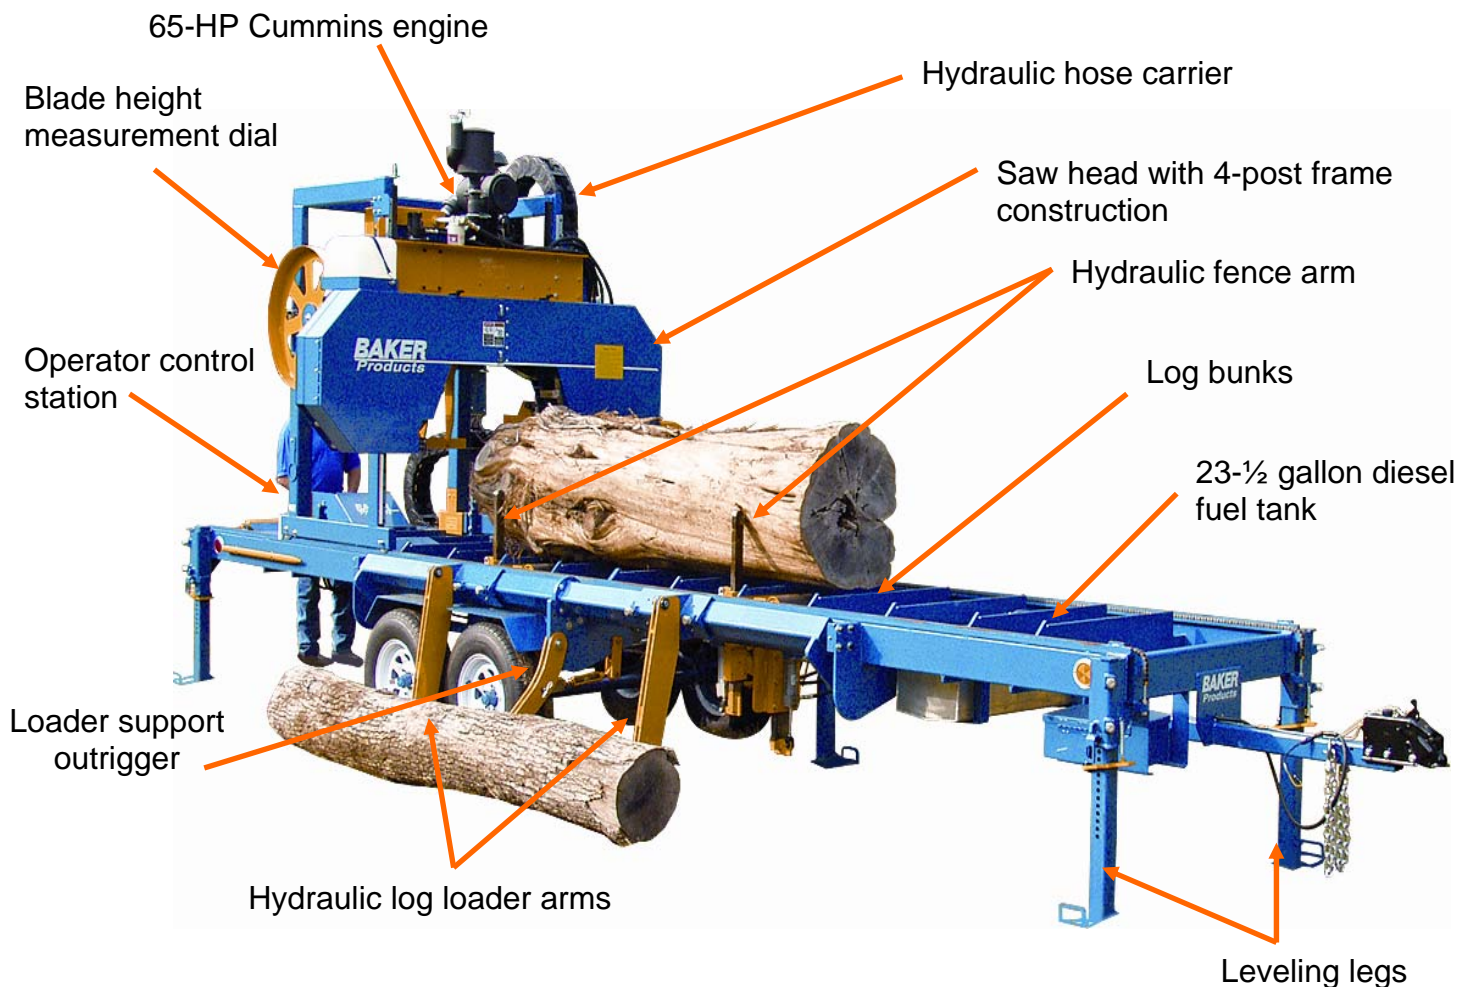 65-HP Cummins engine
Hydraulic hose carrier
Blade height
measurement dial
Saw head with 4-post frame
construction
Hydraulic fence arm
Operator control
station
Log bunks
BAKER
Products
23-½ gallon diesel
fuel tank
BAKER
Products
Loader support
outrigger
Hydraulic log loader arms
Leveling legs